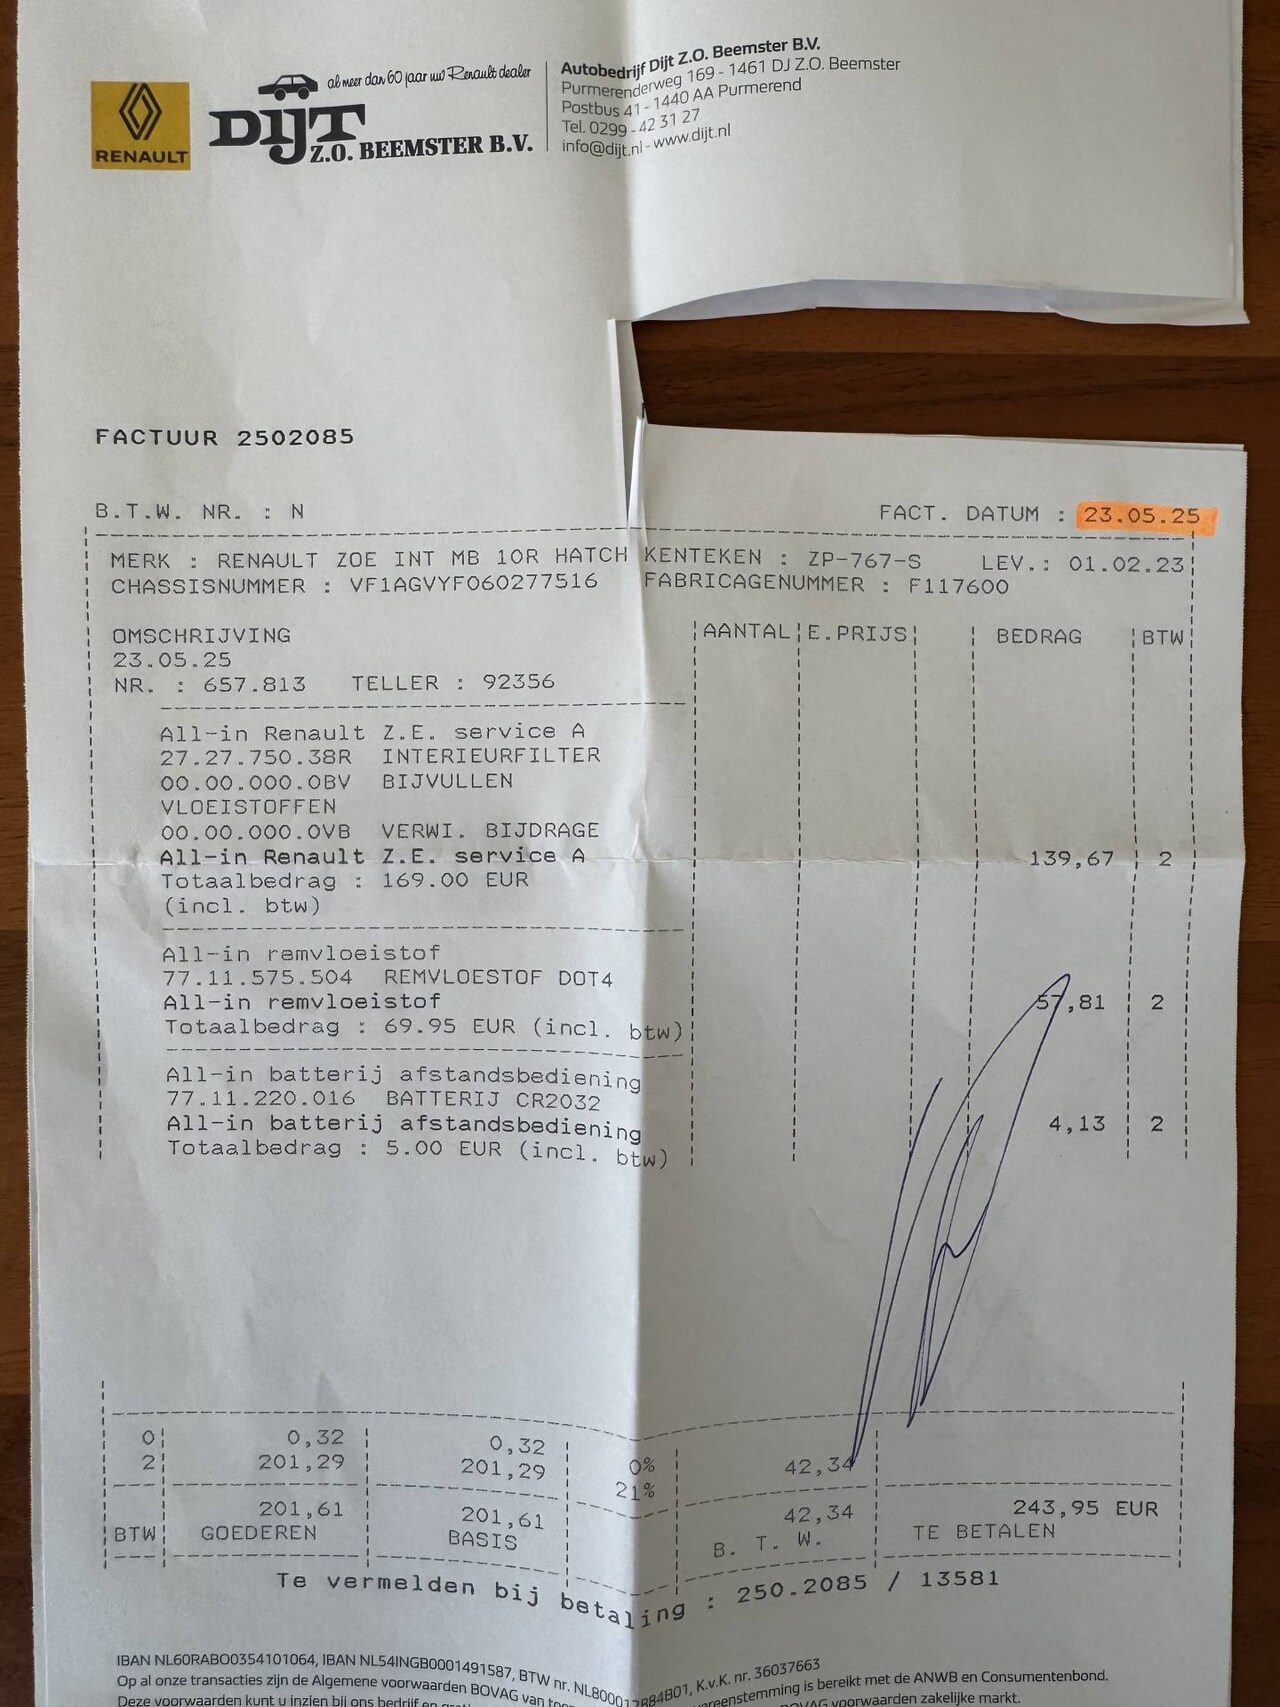 al meer dan 60 jaar uw Renault dealer
RENAULT
DIJT
Z.O. BEEMSTER B.V.
Autobedrijf Dijt Z.O. Beemster B.V.
Purmerenderweg 169 - 1461 DJ Z.O. Beemster
Postbus 41 - 1440 AA Purmerend
Tel. 0299 - 42 31 27
info@dijt.nl - www.dijt.nl
FACTUUR 2502085
B.T.W. NR. : N FACT. DATUM : 23.05.25
MERK : RENAULT ZOE INT MB 10R HATCH KENTEKEN : ZP-767-S LEV.: 01.02.23
CHASSISNUMMER : VF1AGVYF060277516 FABRICAGENUMMER : F117600
OMSCHRIJVING AANTAL E.PRIJS BEDRAG BTW
23.05.25
NR. : 657.813 TELLER : 92356
All-in Renault Z.E. service A
27.27.750.38R INTERIEURFILTER
00.00.000.0BV BIJVULLEN
VLOEISTOFFEN
00.00.000.0VB VERWI. BIJDRAGE
All-in Renault Z.E. service A 139,67 2
Totaalbedrag : 169.00 EUR
(incl. btw)
All-in remvloeistof
77.11.575.504 REMVLOESTOF DOT4
All-in remvloeistof 57,81 2
Totaalbedrag : 69.95 EUR (incl. btw)
All-in batterij afstandsbediening
77.11.220.016 BATTERIJ CR2032
All-in batterij afstandsbediening 4,13 2
Totaalbedrag : 5.00 EUR (incl. btw)
0 0,32 0,32 0%
2 201,29 201,29 21% 42,34
201,61 201,61 42,34 243,95 EUR
BTW GOEDEREN BASIS B. T. W. TE BETALEN
Te vermelden bij betaling : 250.2085 / 13581
IBAN NL60RABO0354101064, IBAN NL54INGB0001491587, BTW nr. K.v.K. nr. 36037663
Op al onze transacties zijn de Algemene voorwaarden BOVAG van is bereikt met de ANWB en Consumentenbond.
Deze voorwaarden kunt u inzien bij ons bedrijf en BOVAG voorwaarden zakelijke markt.